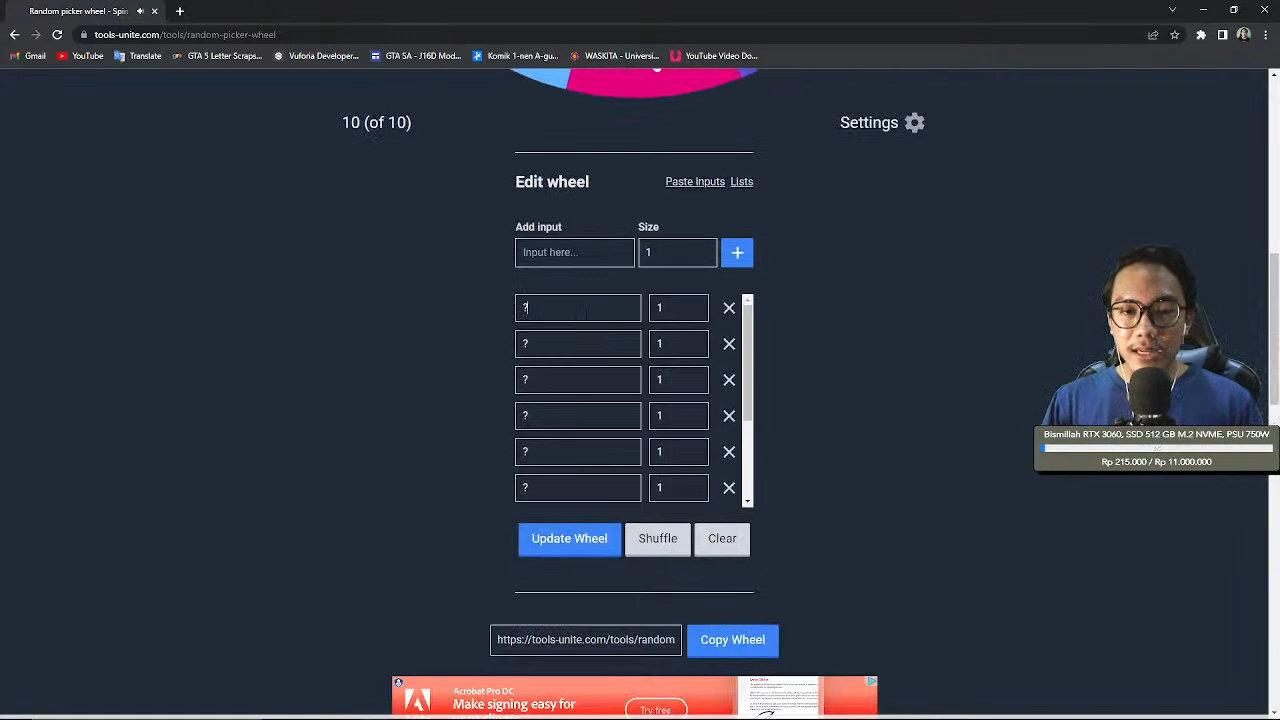 Random picker wheel - Spin
tools-unite.com/tools/random-picker-wheel
Gmail
YouTube
Translate
GTA 5 Letter Scraps...
Vuforia Developer...
GTA SA - J16D Mod...
Komik 1-nen A-gu...
WASKITA - Universi...
YouTube Video Do...
10 (of 10)
Settings
Edit wheel
Paste Inputs
Lists
Add input
Size
Input here...
1
+
? 1
? 1
? 1
? 1
? 1
? 1
Update Wheel
Shuffle
Clear
https://tools-unite.com/tools/random
Copy Wheel
Bismillah RTX 3060, SSD 512 GB M.2 NVME, PSU 750W
Rp 215.000 / Rp 11.000.000
Acrobat Pro DC
Make signing easy for
Try free